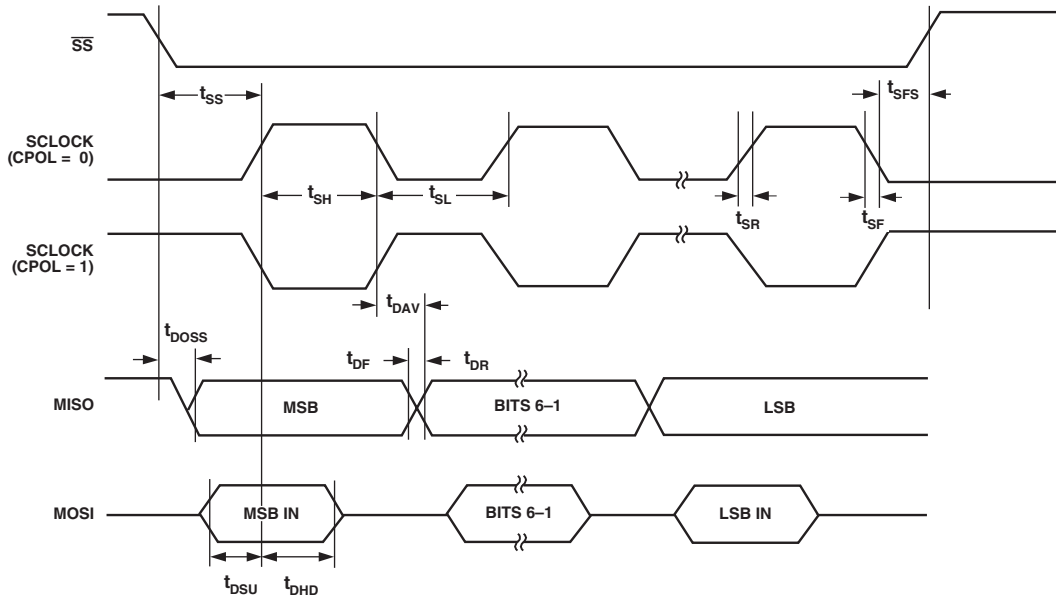 S̅S̅
tSS
tSFS
SCLOCK
(CPOL = 0)
tSH
tSL
tSR
tSF
SCLOCK
(CPOL = 1)
tDAV
tDOSS
tDF
tDR
MISO
MSB
BITS 6–1
LSB
MOSI
MSB IN
BITS 6–1
LSB IN
tDSU
tDHD